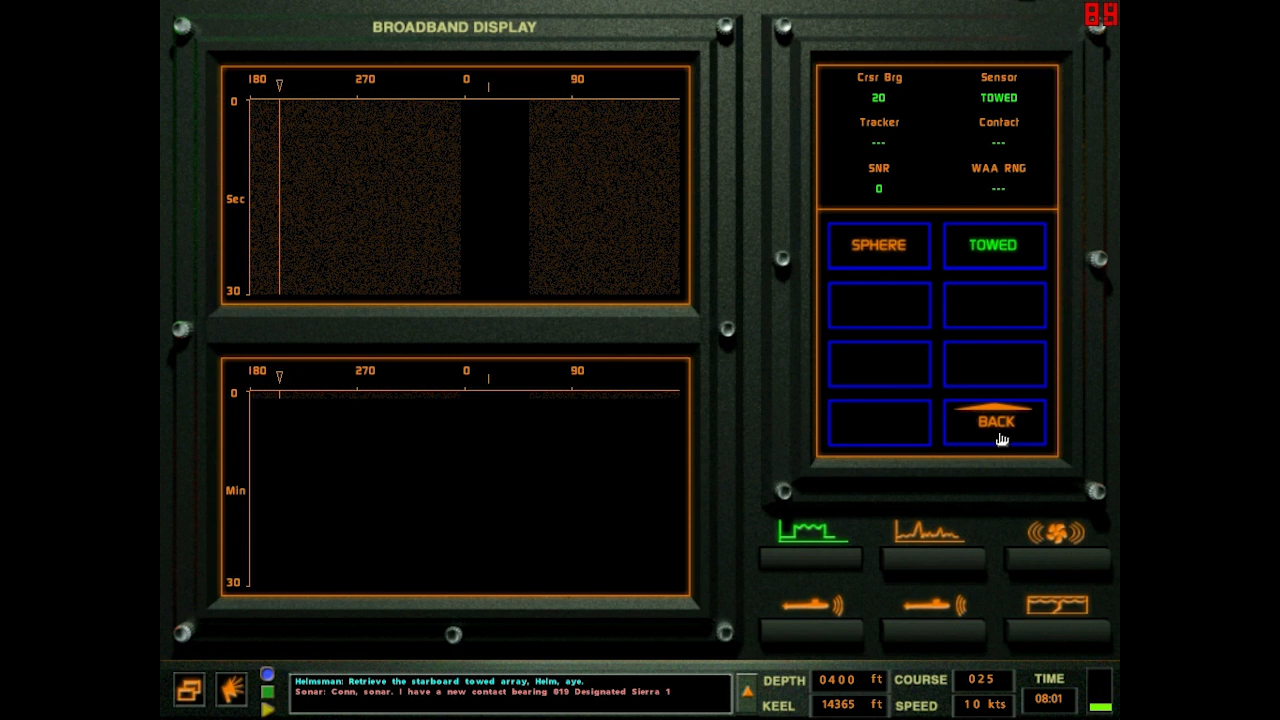 89
BROADBAND DISPLAY
180 270 0 90
0
Sec
30
180 270 0 90
0
Min
30
Crsr Brg Sensor
20 TOWED
Tracker Contact
--- ---
SNR WAA RNG
0 ---
SPHERE TOWED
BACK
Helmsman: Retrieve the starboard towed array, Helm, aye.
Sonar: Conn, sonar. I have a new contact bearing 019 Designated Sierra 1
DEPTH 0400 ft COURSE 025 TIME
KEEL 14365 ft SPEED 10 kts 08:01